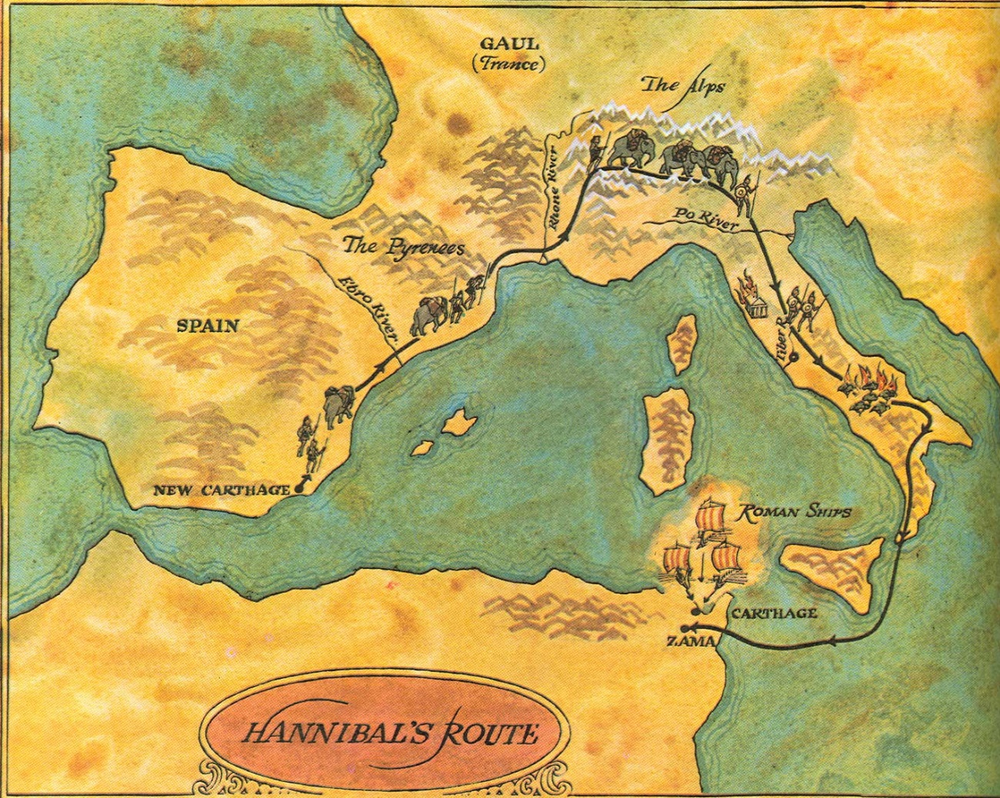 GAUL
(France)
The Alps
Rhone River
Po River
The Pyrenees
Ebro River
SPAIN
Tiber R.
NEW CARTHAGE
ROMAN SHIPS
CARTHAGE
ZAMA
HANNIBAL'S ROUTE